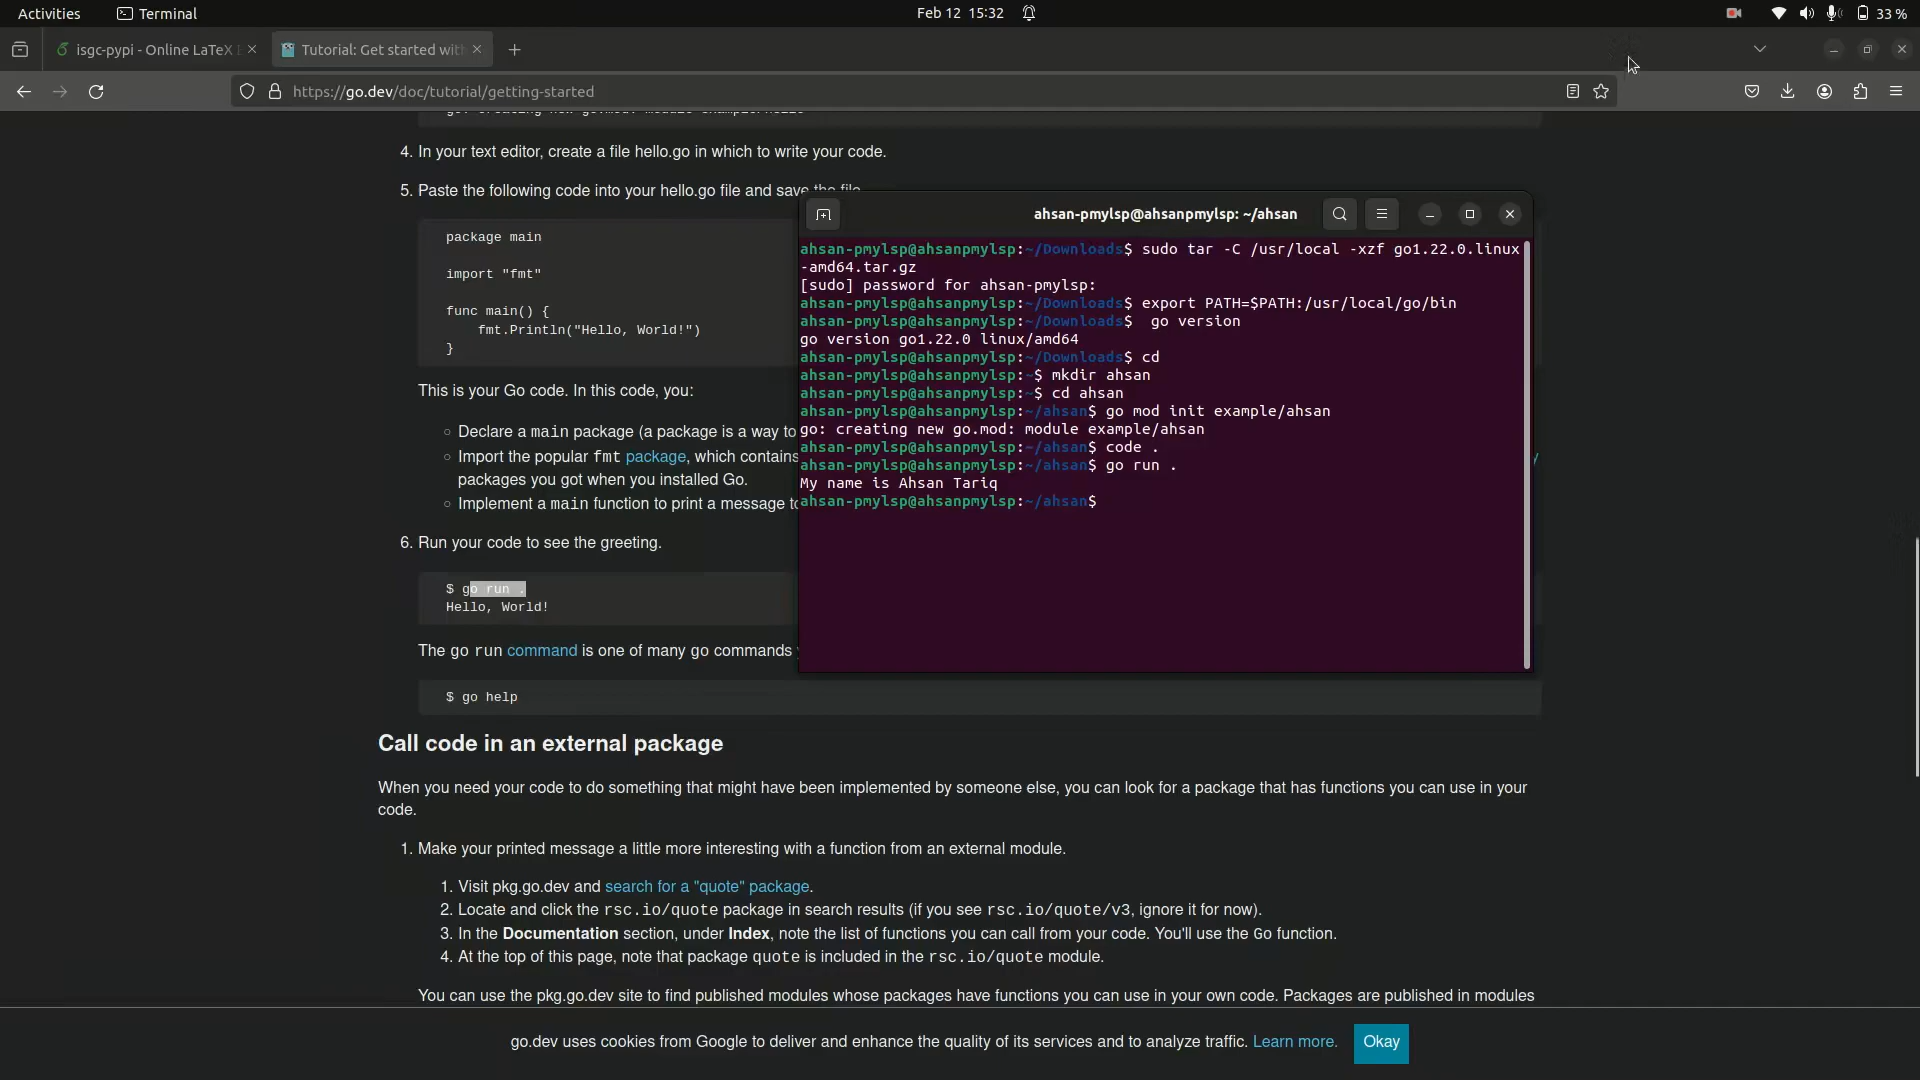 Activities
Terminal
Feb 12 15:32
33 %
isgc-pypi - Online LaTeX
Tutorial: Get started with
https://go.dev/doc/tutorial/getting-started
4. In your text editor, create a file hello.go in which to write your code.
5. Paste the following code into your hello.go file and save the file.
package main
import "fmt"
func main() {
fmt.Println("Hello, World!")
}
This is your Go code. In this code, you:
○ Declare a main package (a package is a way to
○ Import the popular fmt package, which contains
packages you got when you installed Go.
○ Implement a main function to print a message to
6. Run your code to see the greeting.
$ go run .
Hello, World!
The go run command is one of many go commands
$ go help
ahsan-pmylsp@ahsanpmylsp: ~/ahsan
ahsan-pmylsp@ahsanpmylsp:~/Downloads$ sudo tar -C /usr/local -xzf go1.22.0.linux
-amd64.tar.gz
[sudo] password for ahsan-pmylsp:
ahsan-pmylsp@ahsanpmylsp:~/Downloads$ export PATH=$PATH:/usr/local/go/bin
ahsan-pmylsp@ahsanpmylsp:~/Downloads$  go version
go version go1.22.0 linux/amd64
ahsan-pmylsp@ahsanpmylsp:~/Downloads$ cd
ahsan-pmylsp@ahsanpmylsp:~$ mkdir ahsan
ahsan-pmylsp@ahsanpmylsp:~$ cd ahsan
ahsan-pmylsp@ahsanpmylsp:~/ahsan$ go mod init example/ahsan
go: creating new go.mod: module example/ahsan
ahsan-pmylsp@ahsanpmylsp:~/ahsan$ code .
ahsan-pmylsp@ahsanpmylsp:~/ahsan$ go run .
My name is Ahsan Tariq
ahsan-pmylsp@ahsanpmylsp:~/ahsan$
Call code in an external package
When you need your code to do something that might have been implemented by someone else, you can look for a package that has functions you can use in your
code.
1. Make your printed message a little more interesting with a function from an external module.
1. Visit pkg.go.dev and search for a "quote" package.
2. Locate and click the rsc.io/quote package in search results (if you see rsc.io/quote/v3, ignore it for now).
3. In the Documentation section, under Index, note the list of functions you can call from your code. You'll use the Go function.
4. At the top of this page, note that package quote is included in the rsc.io/quote module.
You can use the pkg.go.dev site to find published modules whose packages have functions you can use in your own code. Packages are published in modules
go.dev uses cookies from Google to deliver and enhance the quality of its services and to analyze traffic. Learn more.
Okay